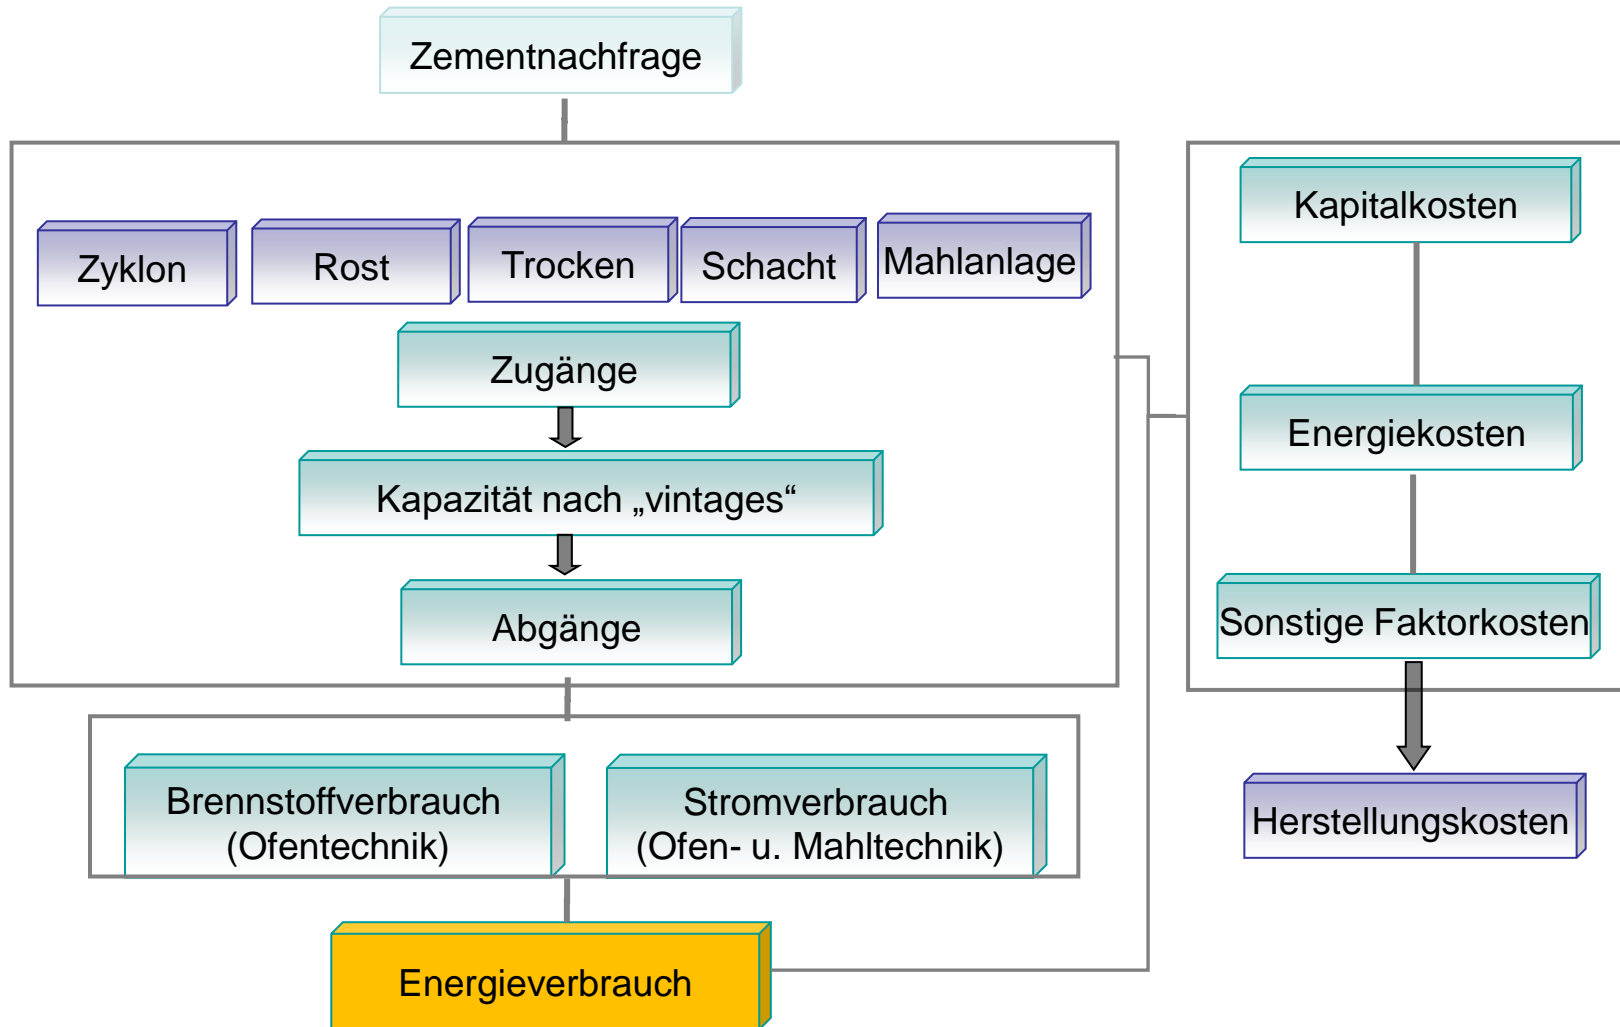 Zementnachfrage
Zyklon
Rost
Trocken
Schacht
Mahlanlage
Zugänge
Kapazität nach „vintages“
Abgänge
Brennstoffverbrauch
(Ofentechnik)
Stromverbrauch
(Ofen- u. Mahltechnik)
Energieverbrauch
Kapitalkosten
Energiekosten
Sonstige Faktorkosten
Herstellungskosten